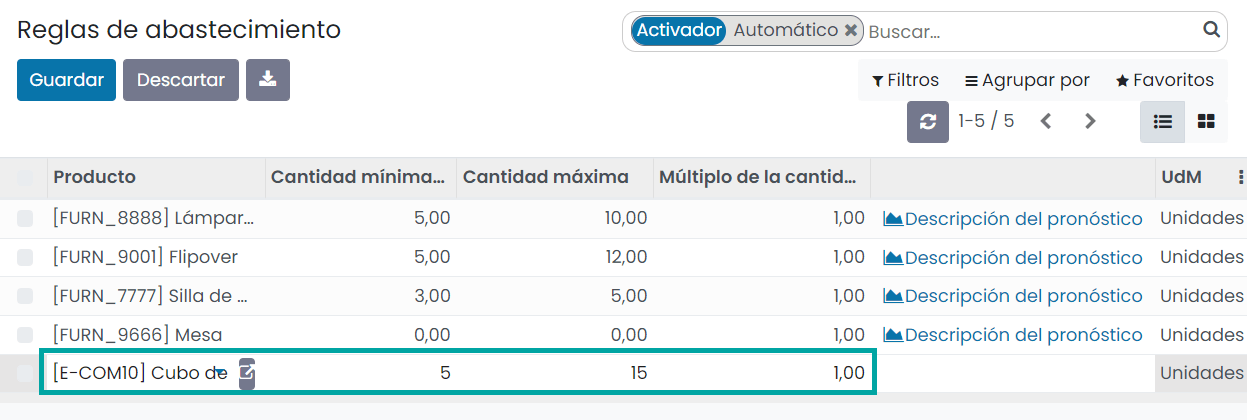 Reglas de abastecimiento
Activador Automático Buscar...
Guardar Descartar
Filtros Agrupar por Favoritos
1-5 / 5
Producto Cantidad mínima... Cantidad máxima Múltiplo de la cantid... UdM
[FURN_8888] Lámpar... 5,00 10,00 1,00 Descripción del pronóstico Unidades
[FURN_9001] Flipover 5,00 12,00 1,00 Descripción del pronóstico Unidades
[FURN_7777] Silla de ... 3,00 5,00 1,00 Descripción del pronóstico Unidades
[FURN_9666] Mesa 0,00 0,00 1,00 Descripción del pronóstico Unidades
[E-COM10] Cubo de 5 15 1,00 Unidades